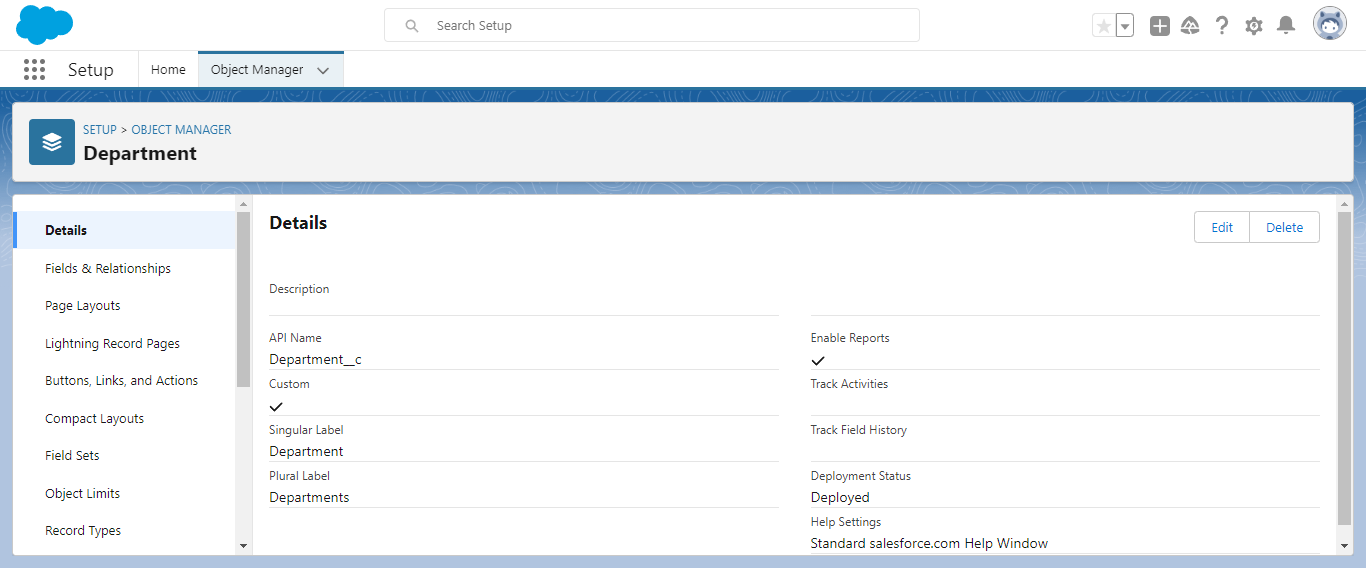 Search Setup
Setup
Home
Object Manager
SETUP > OBJECT MANAGER
Department
Details
Fields & Relationships
Page Layouts
Lightning Record Pages
Buttons, Links, and Actions
Compact Layouts
Field Sets
Object Limits
Record Types
Details
Edit
Delete
Description
API Name
Department__c
Custom
Singular Label
Department
Plural Label
Departments
Enable Reports
Track Activities
Track Field History
Deployment Status
Deployed
Help Settings
Standard salesforce.com Help Window